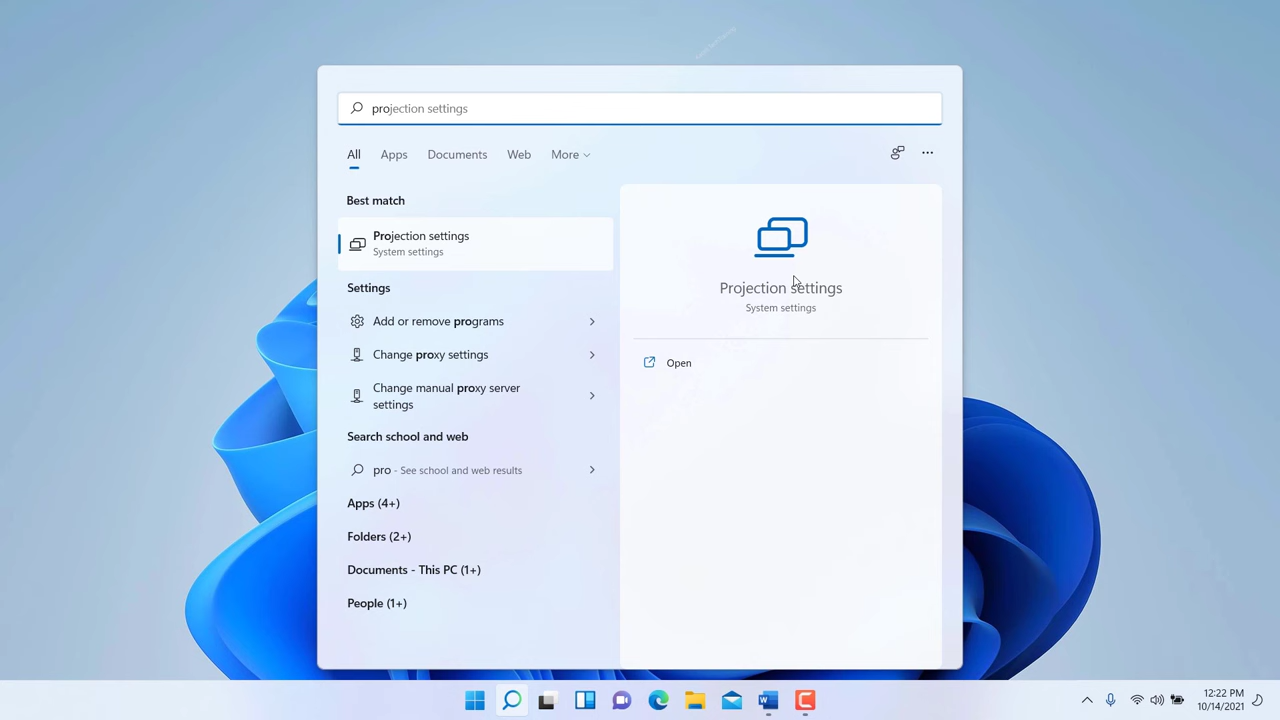 projection settings
All Apps Documents Web More
Best match
Projection settings
System settings
Settings
Add or remove programs
Change proxy settings
Change manual proxy server
settings
Search school and web
pro - See school and web results
Apps (4+)
Folders (2+)
Documents - This PC (1+)
People (1+)
Projection settings
System settings
Open
12:22 PM
10/14/2021